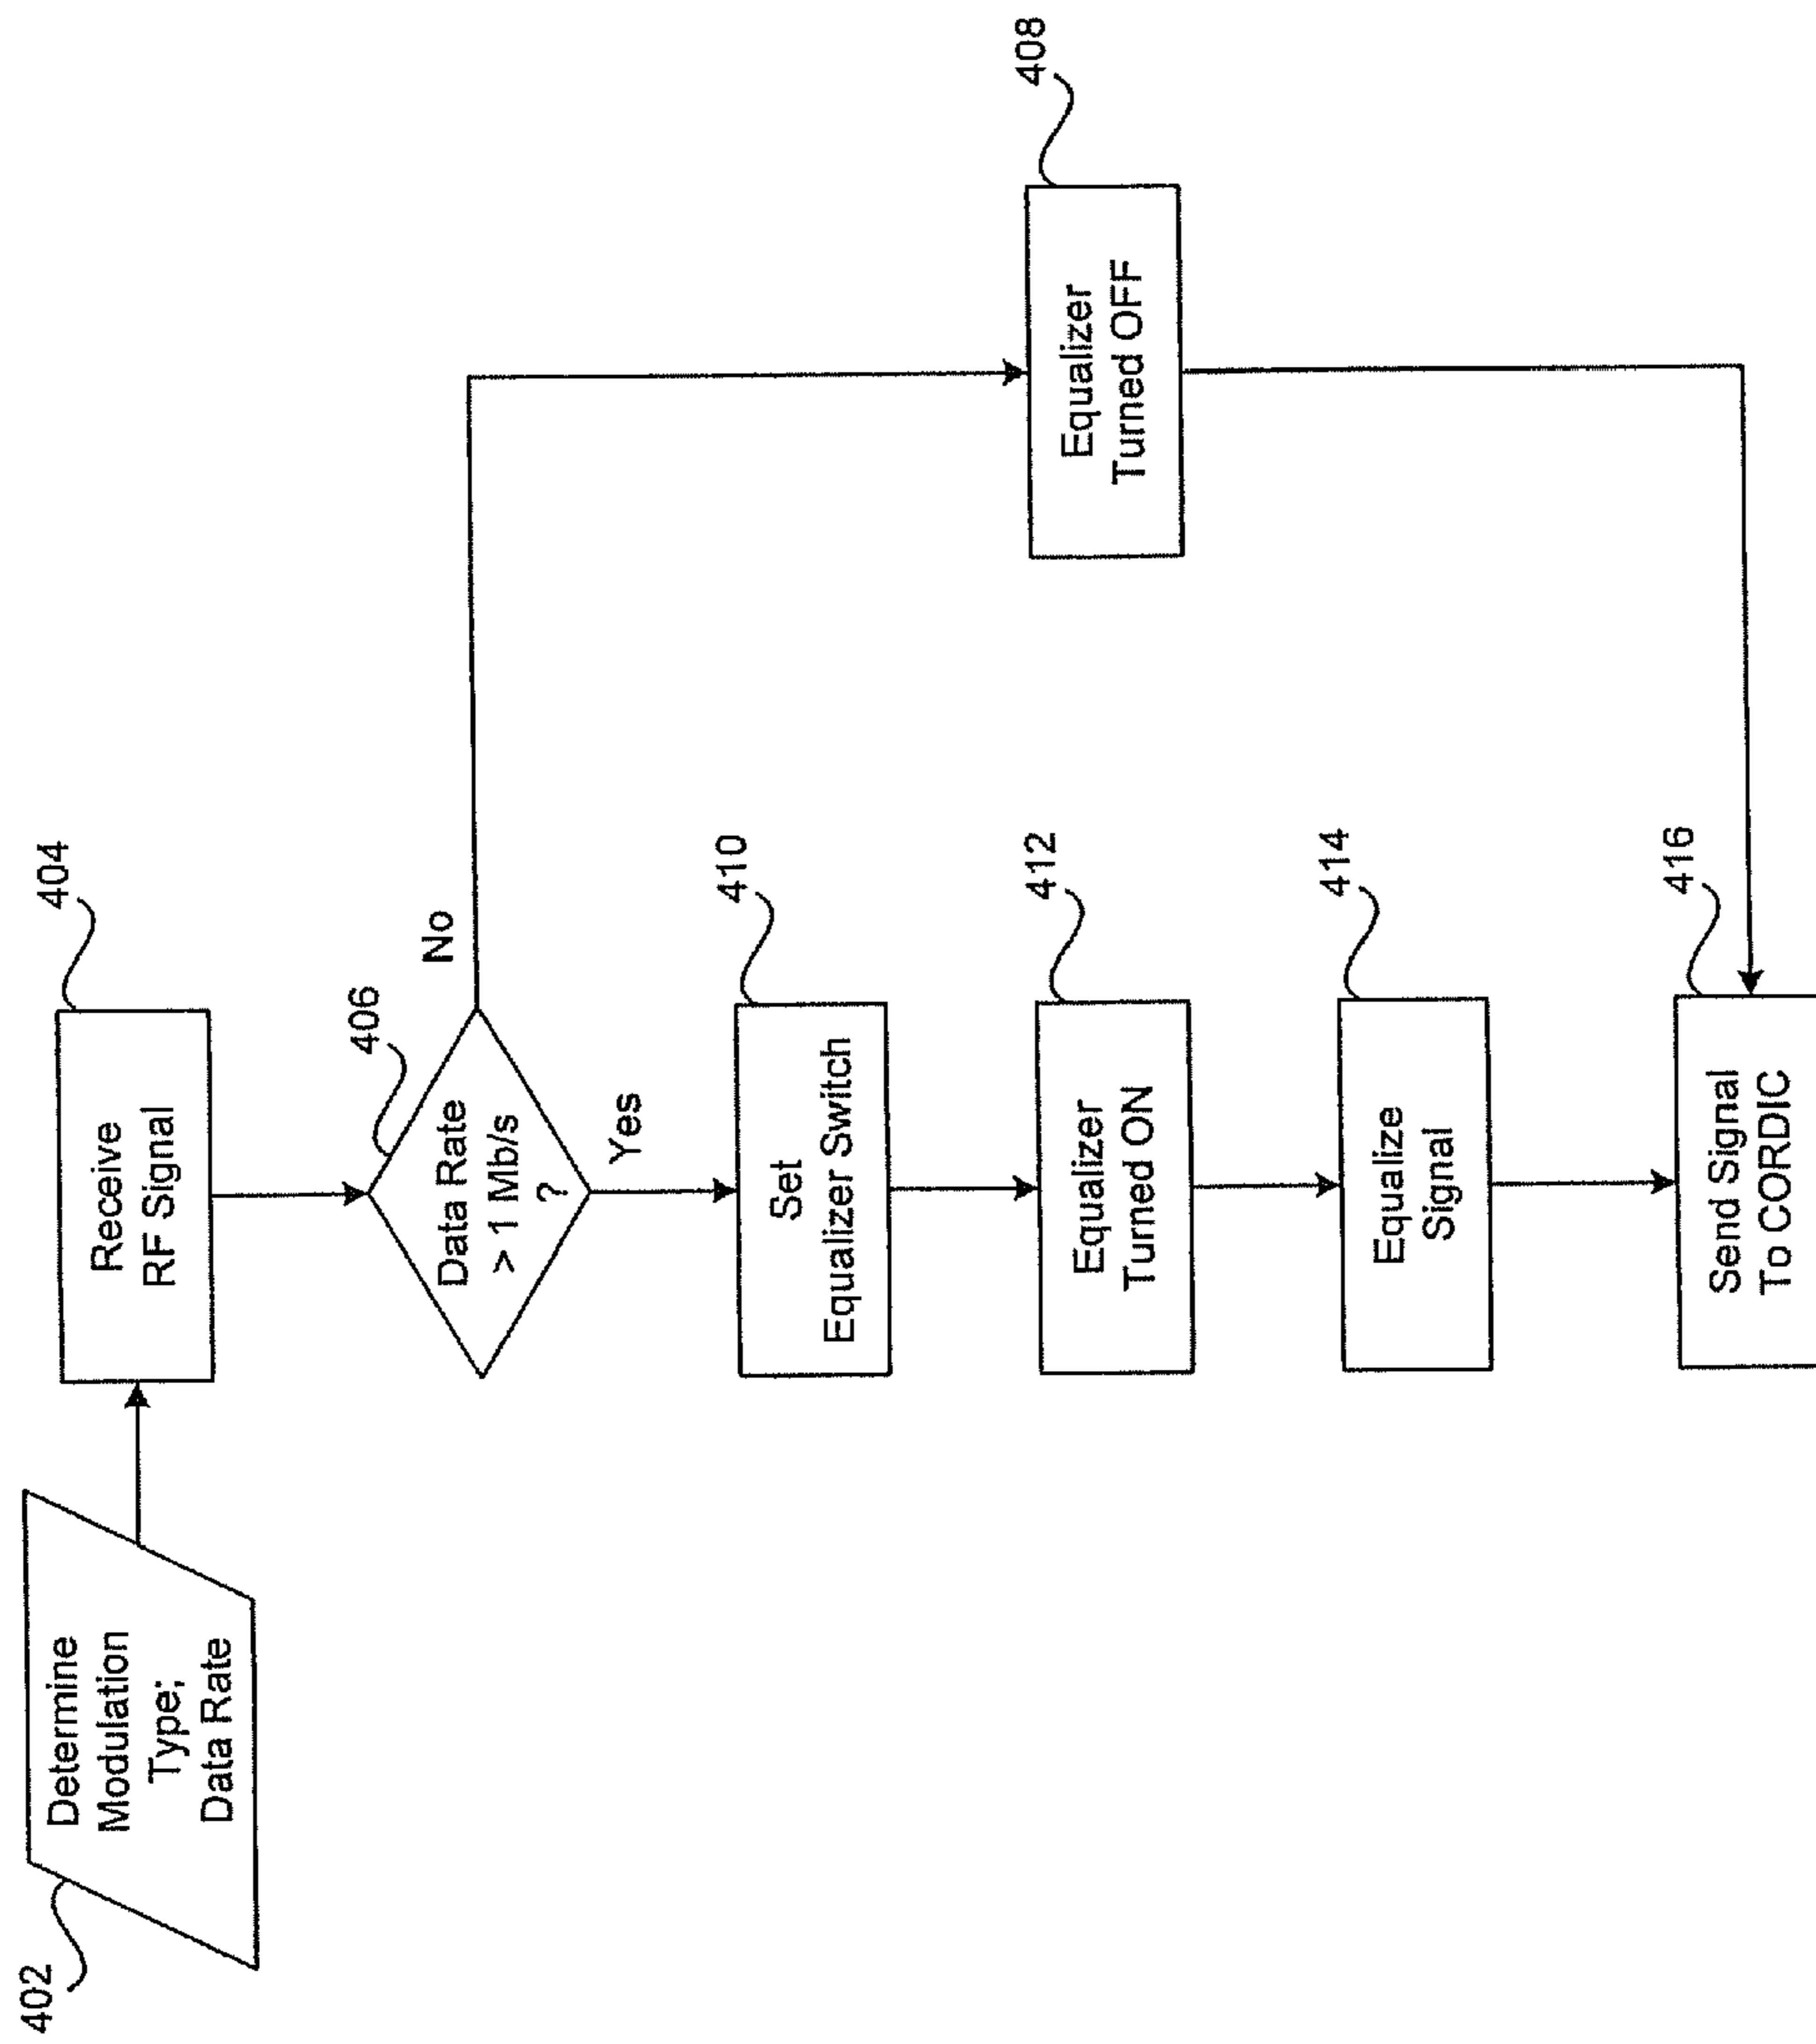 402
Determine
Modulation
Type;
Data Rate
404
Receive
RF Signal
406
Data Rate
> 1 Mb/s
?
No
Yes
408
Equalizer
Turned OFF
410
Set
Equalizer Switch
412
Equalizer
Turned ON
414
Equalize
Signal
416
Send Signal
To CORDIC